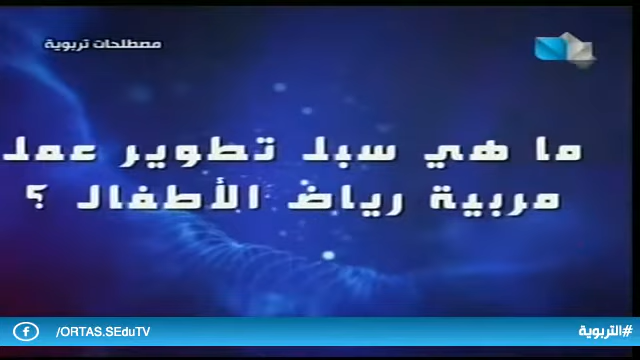 مصطلحات تربوية
ما هي سبل تطوير عمل
مربية رياض الأطفال ؟
/ORTAS.SEduTV
#التربوية